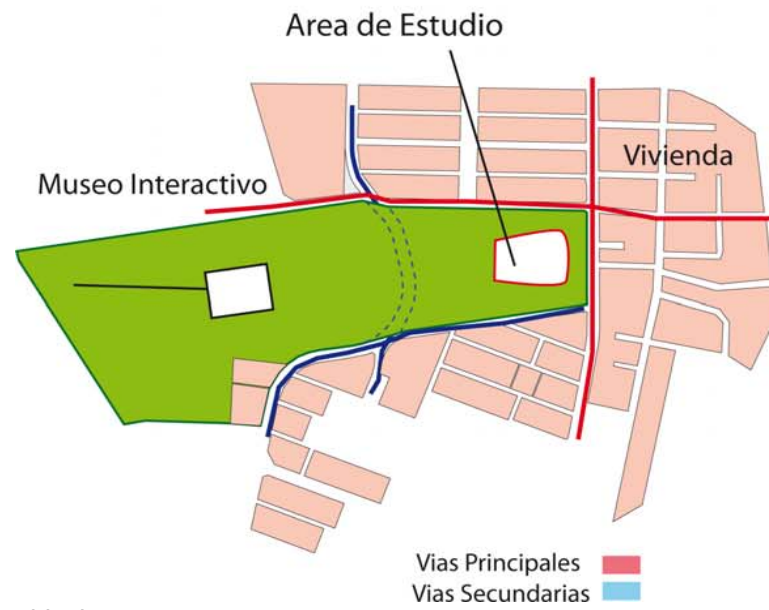 Area de Estudio
Vivienda
Museo Interactivo
Vias Principales
Vias Secundarias